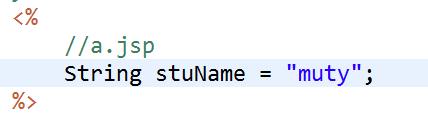 <%
//a.jsp
String stuName = "muty";
%>